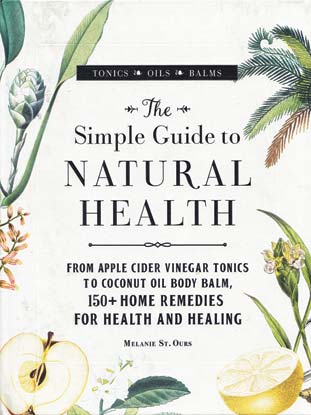 TONICS ❧ OILS ❧ BALMS
The
Simple Guide to
NATURAL
HEALTH
FROM APPLE CIDER VINEGAR TONICS
TO COCONUT OIL BODY BALM,
150+ HOME REMEDIES
FOR HEALTH AND HEALING
MELANIE ST. OURS